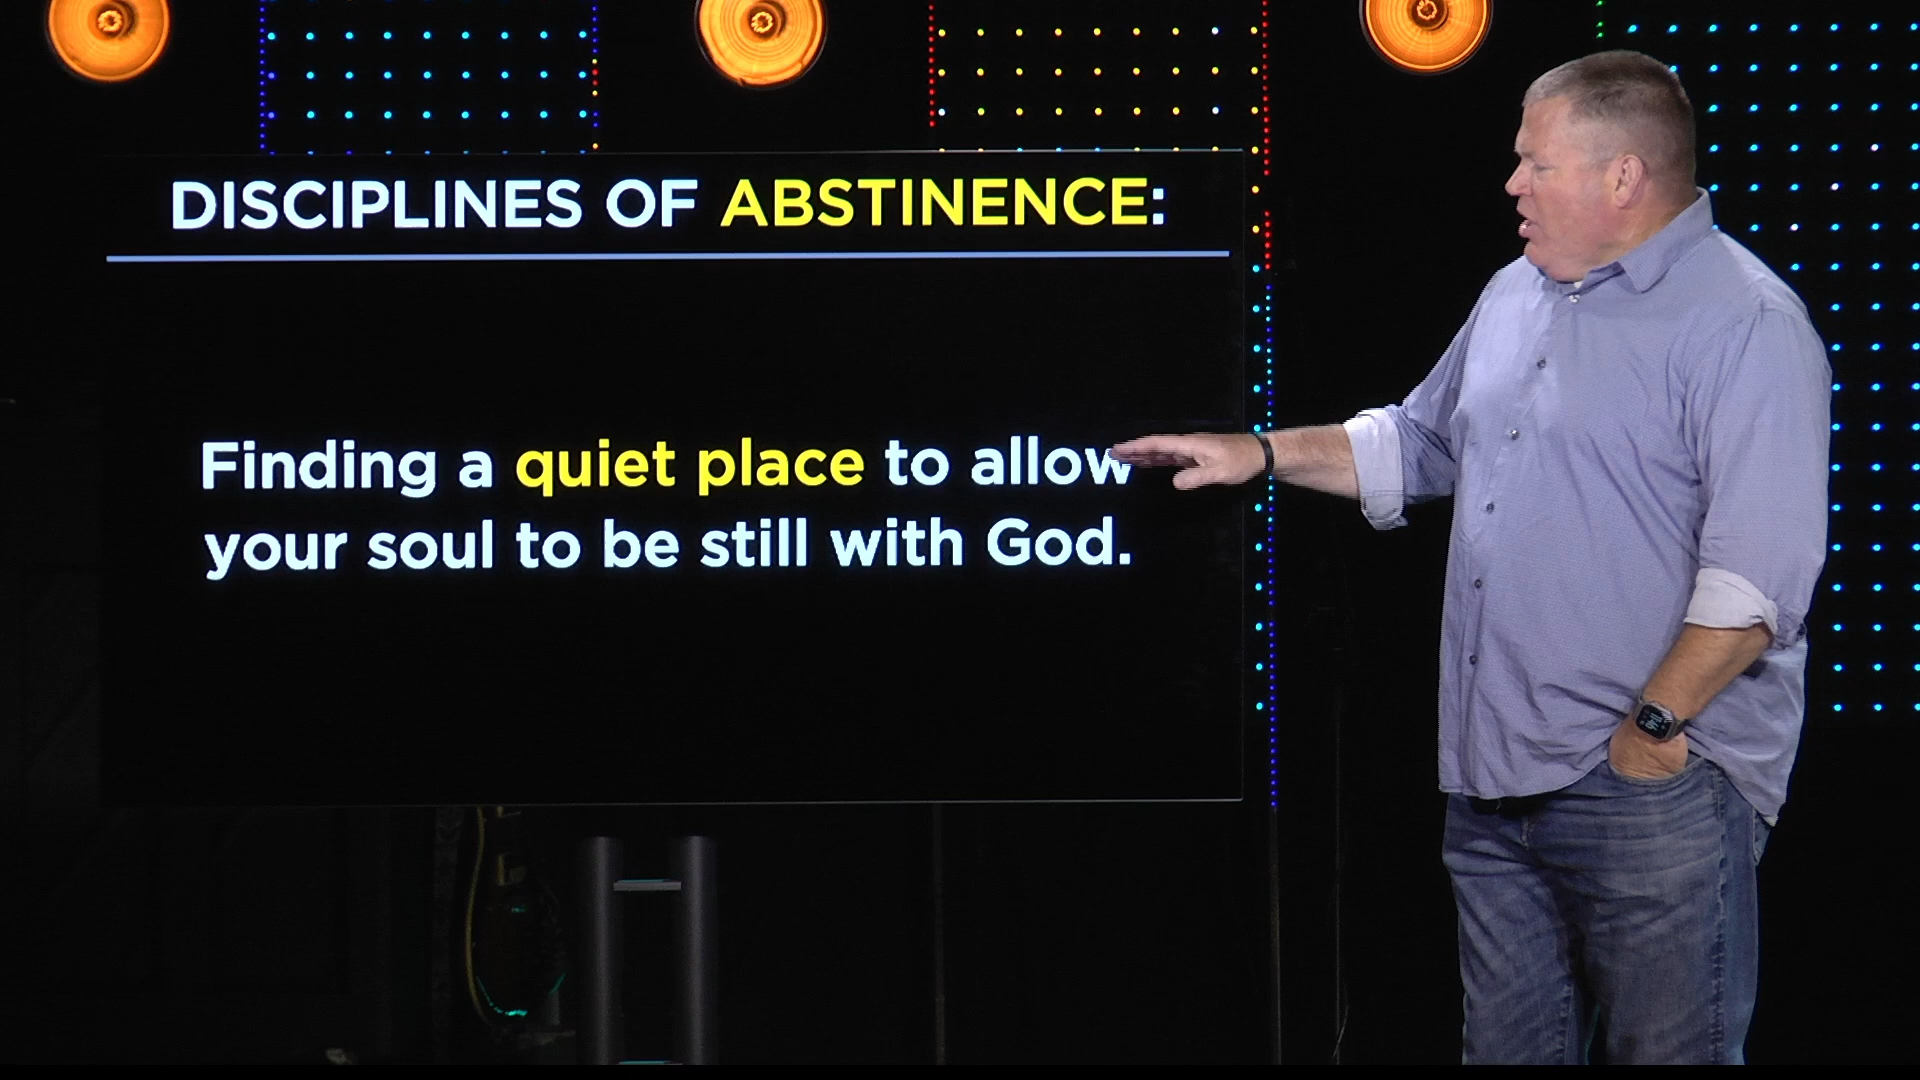 DISCIPLINES OF ABSTINENCE:
Finding a quiet place to allow
your soul to be still with God.